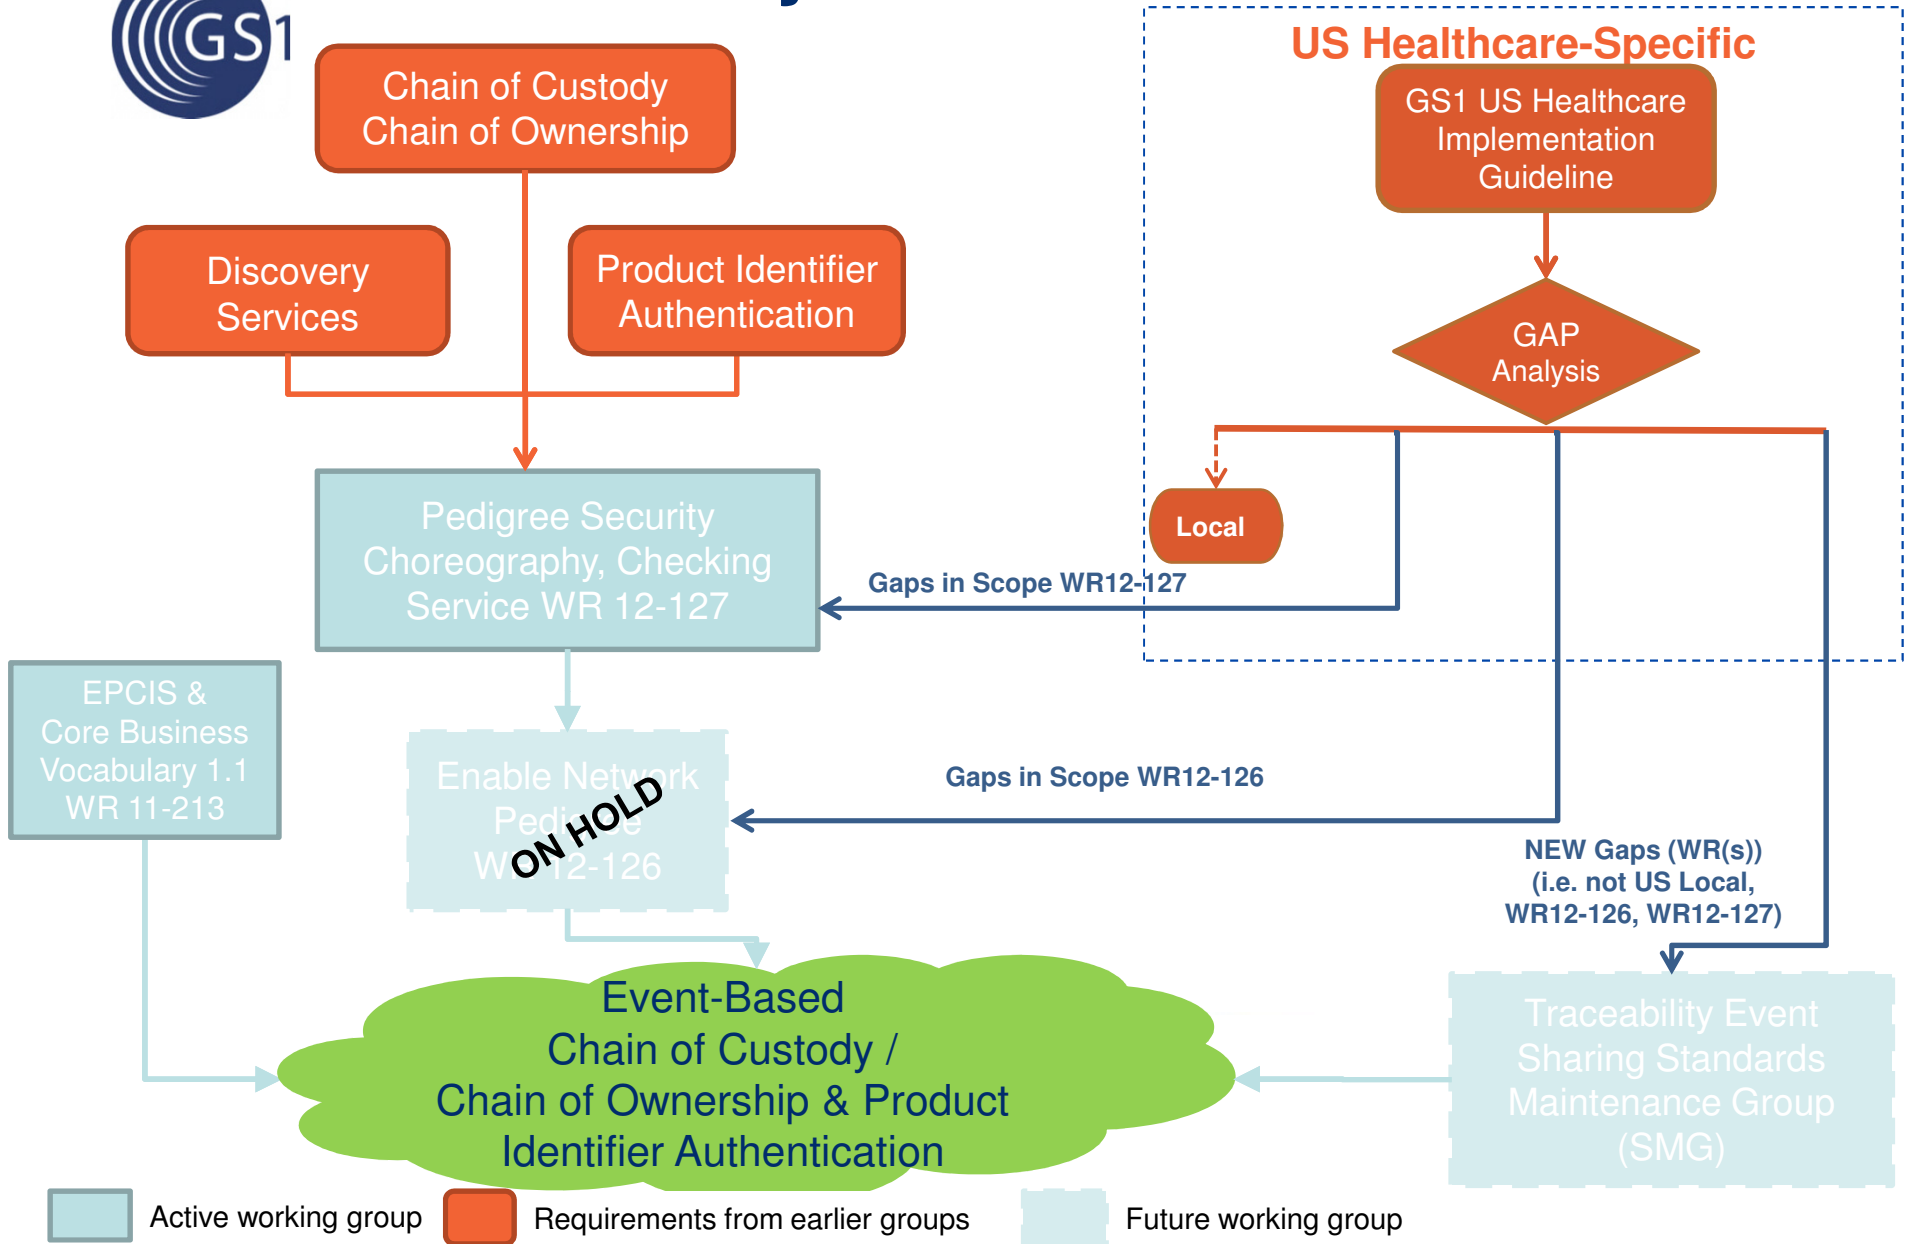 GS1
US Healthcare-Specific
Chain of Custody
Chain of Ownership
GS1 US Healthcare
Implementation
Guideline
Discovery
Services
Product Identifier
Authentication
GAP
Analysis
Local
Pedigree Security
Choreography, Checking
Service WR 12-127
Gaps in Scope WR12-127
EPCIS &
Core Business
Vocabulary 1.1
WR 11-213
Enable Network
Pedigree
WR 12-126
ON HOLD
Gaps in Scope WR12-126
NEW Gaps (WR(s))
(i.e. not US Local,
WR12-126, WR12-127)
Event-Based
Chain of Custody /
Chain of Ownership & Product
Identifier Authentication
Traceability Event
Sharing Standards
Maintenance Group
(SMG)
Active working group
Requirements from earlier groups
Future working group